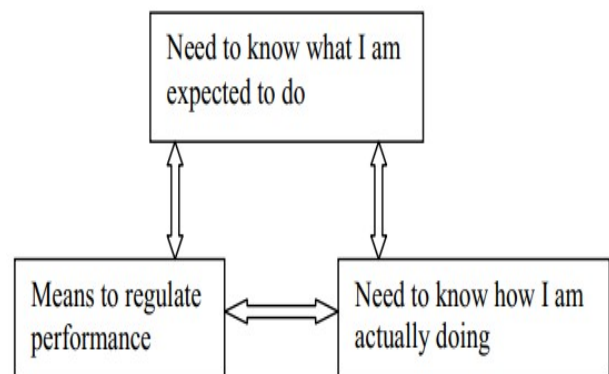 Need to know what I am
expected to do
Means to regulate
performance
Need to know how I am
actually doing